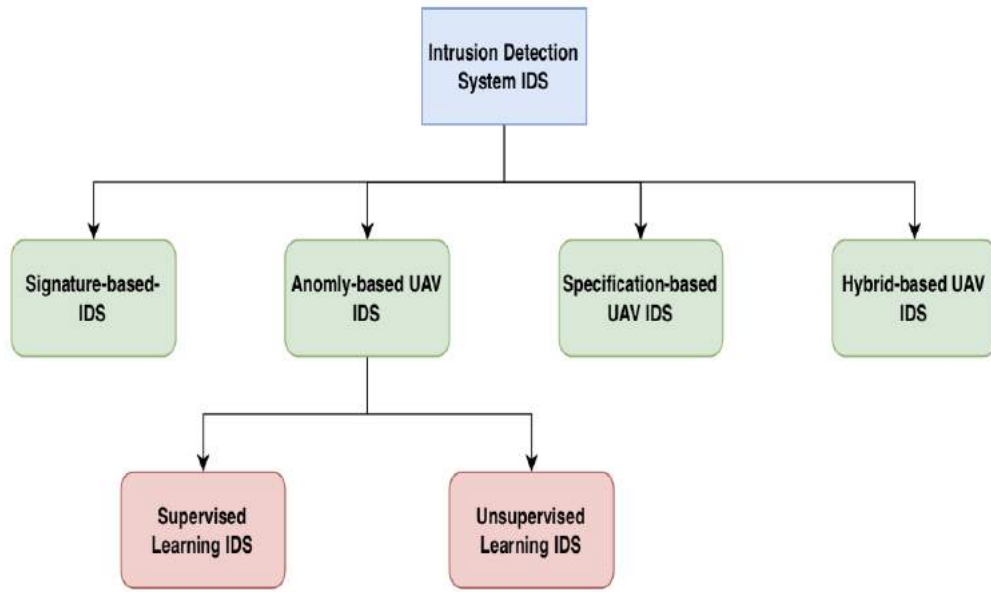 Intrusion Detection
System IDS
Signature-based-
IDS
Anomly-based UAV
IDS
Specification-based
UAV IDS
Hybrid-based UAV
IDS
Supervised
Learning IDS
Unsupervised
Learning IDS